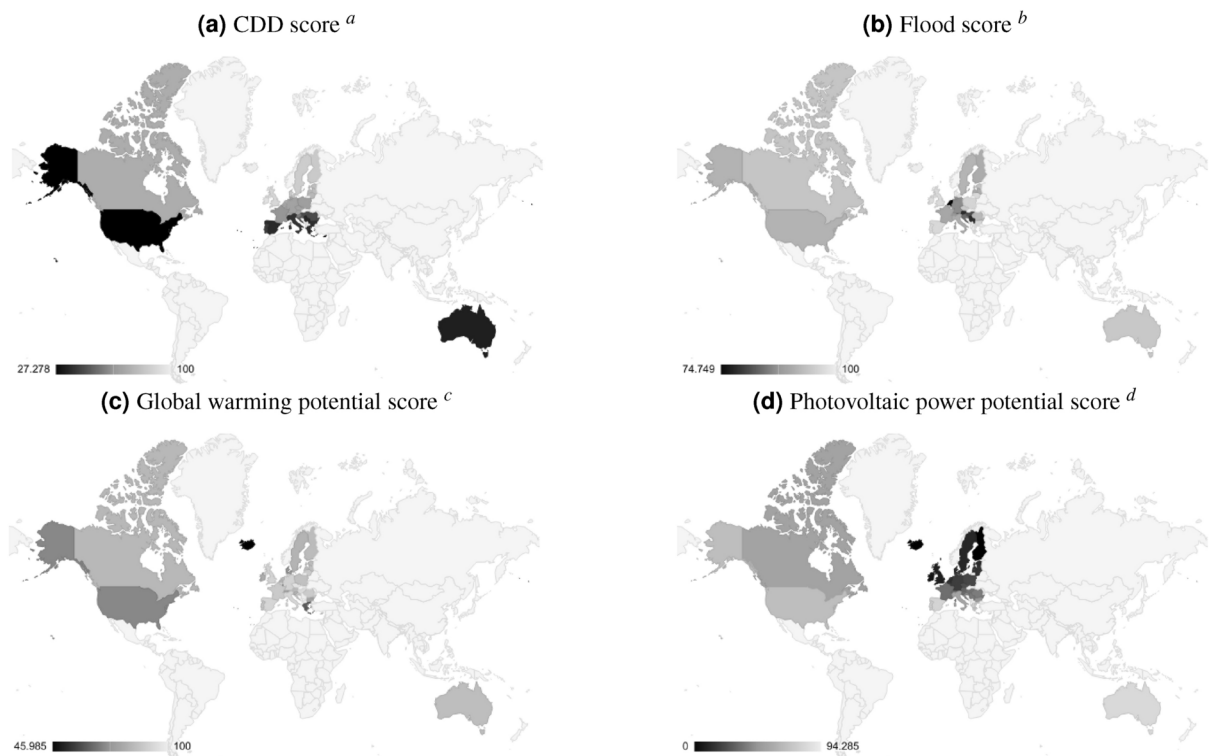 (a) CDD score a
(b) Flood score b
27.278 100
74.749 100
(c) Global warming potential score c
(d) Photovoltaic power potential score d
45.985 100
0 94.285